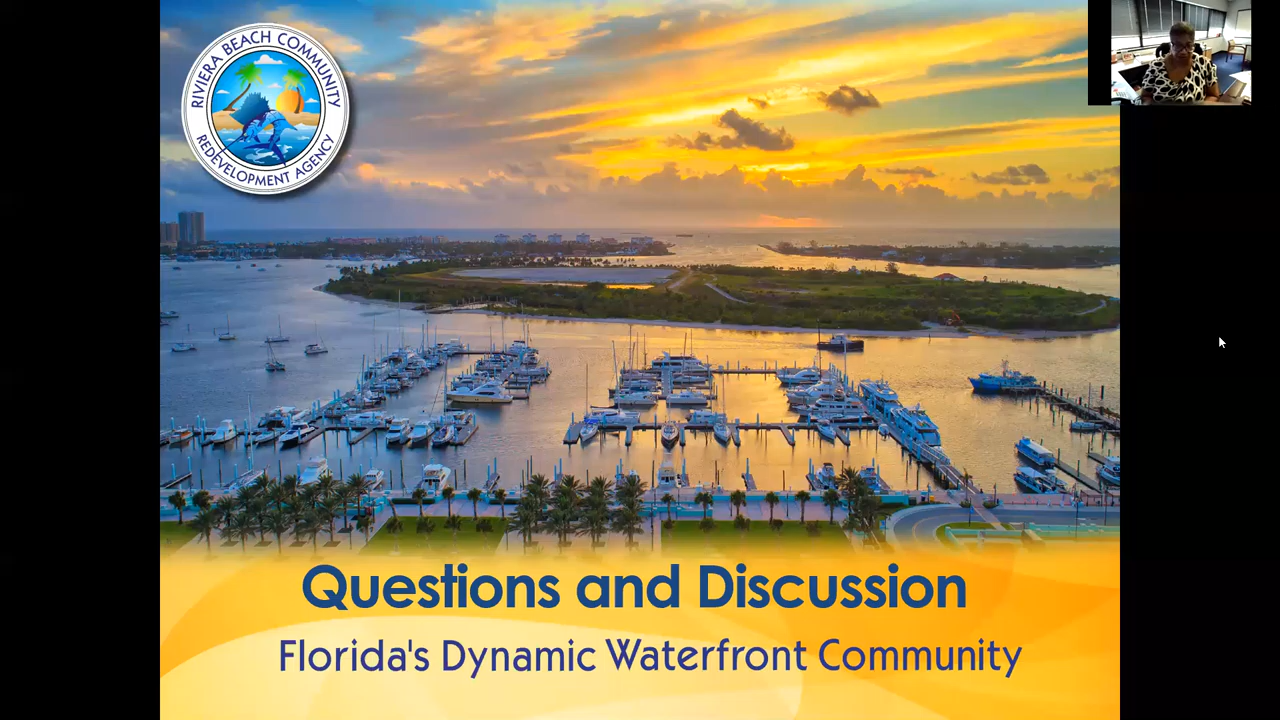 RIVIERA BEACH COMMUNITY
REDEVELOPMENT AGENCY
Questions and Discussion
Florida's Dynamic Waterfront Community